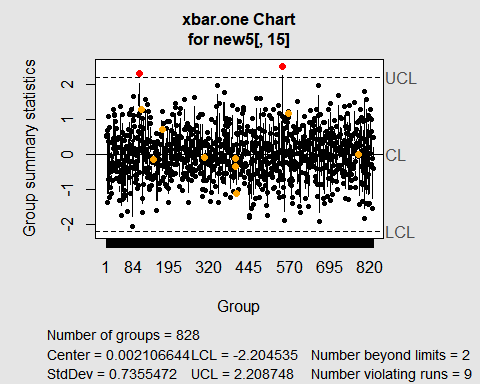 xbar.one Chart
for new5[, 15]
Group summary statistics
2
1
0
-1
-2
UCL
CL
LCL
1 84 195 320 445 570 695 820
Group
Number of groups = 828
Center = 0.002106644 LCL = -2.204535 Number beyond limits = 2
StdDev = 0.7355472 UCL = 2.208748 Number violating runs = 9